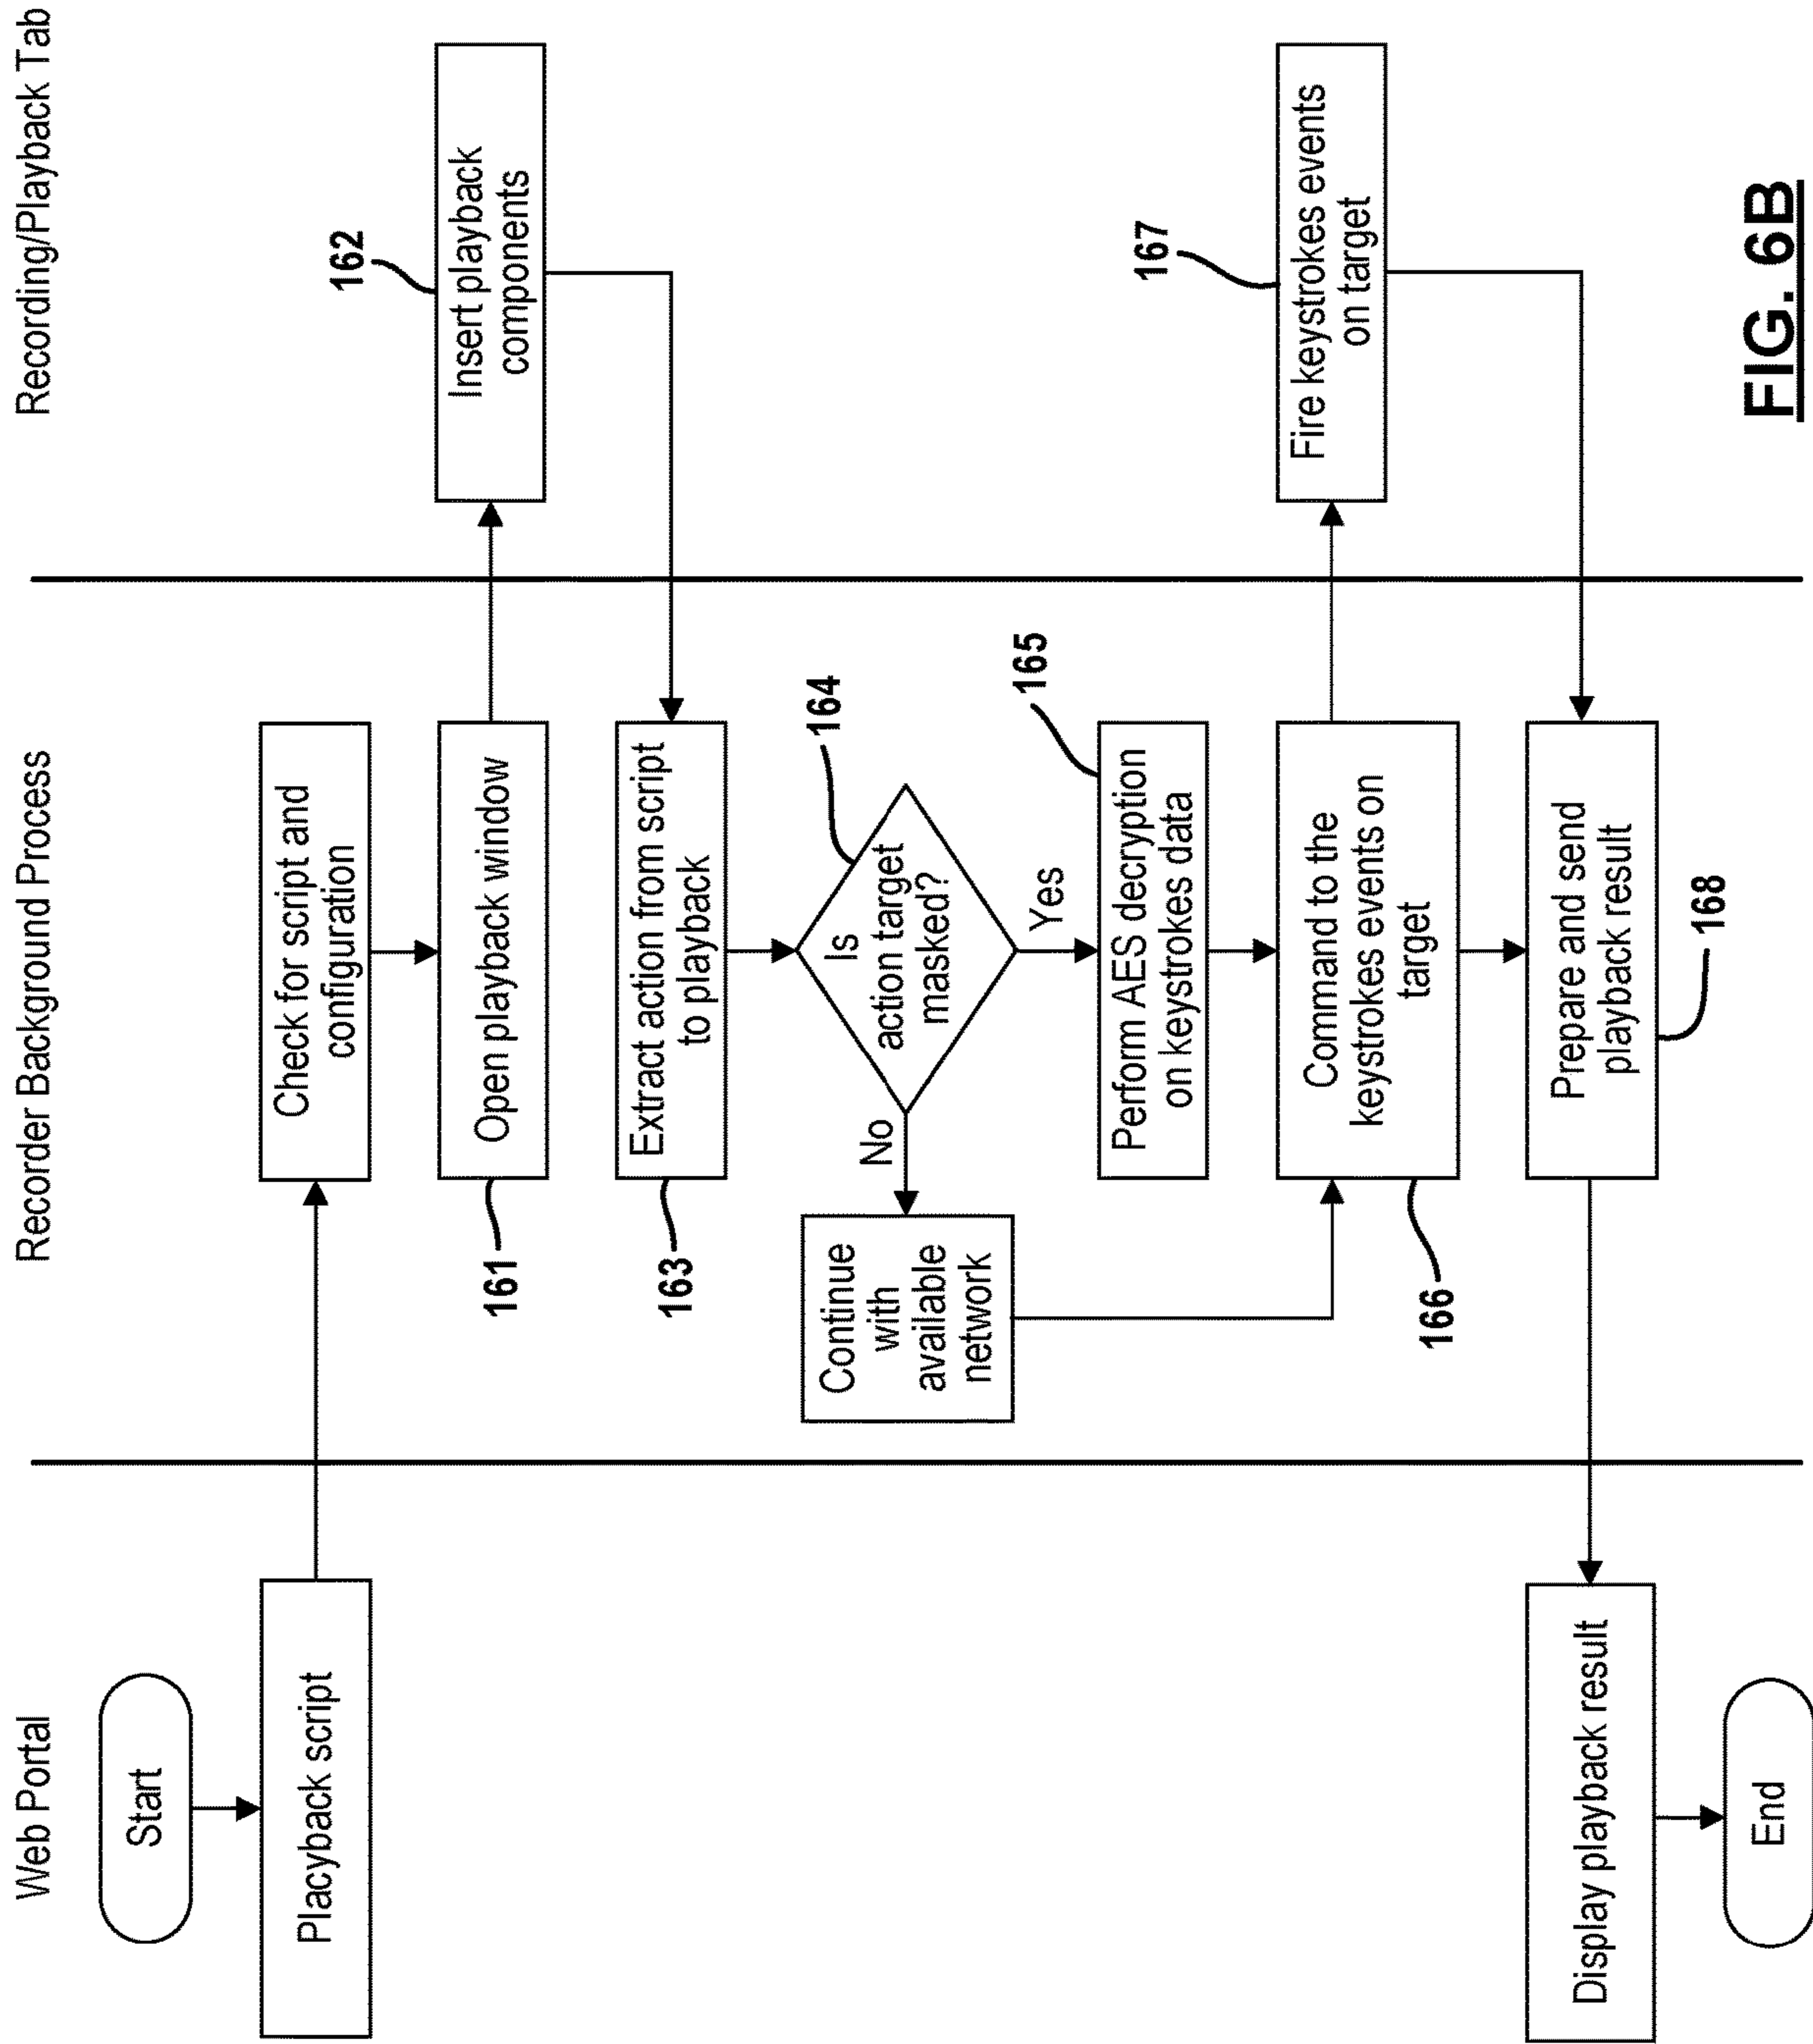 Web Portal
Recorder Background Process
Recording/Playback Tab
Start
Placyback script
Check for script and
configuration
Open playback window
161
162
Insert playback
components
Extract action from script
to playback
163
164
Is
action target
masked?
No
Yes
Continue
with
available
network
165
Perform AES decryption
on keystrokes data
Command to the
keystrokes events on
target
166
167
Fire keystrokes events
on target
Prepare and send
playback result
168
Display playback result
End
FIG. 6B